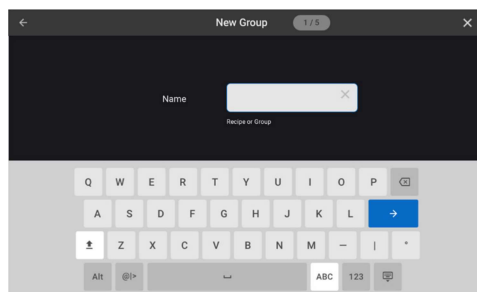 New Group 1 / 5
Name
Recipe or Group
Q W E R T Y U I O P
A S D F G H J K L
Z X C V B N M – | °
Alt @|> ABC 123